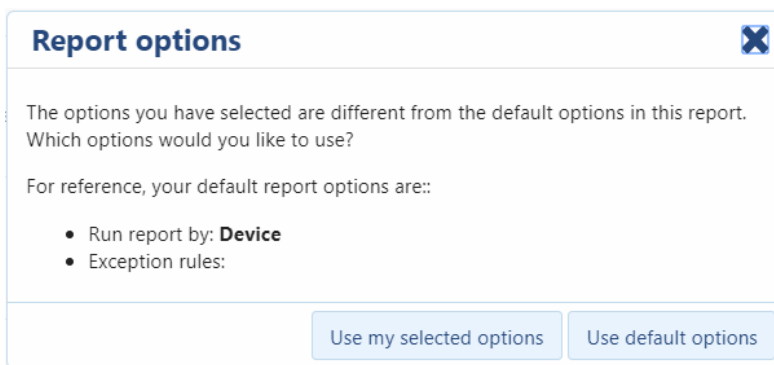 Report options
The options you have selected are different from the default options in this report.
Which options would you like to use?
For reference, your default report options are::
• Run report by: Device
• Exception rules:
Use my selected options
Use default options